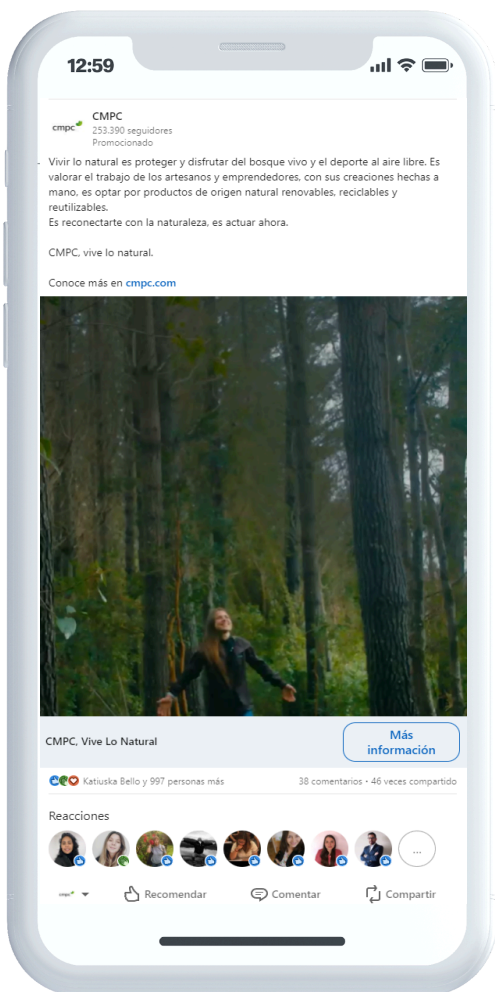 12:59
cmpc
CMPC
253.390 seguidores
Promocionado
Vivir lo natural es proteger y disfrutar del bosque vivo y el deporte al aire libre. Es
valorar el trabajo de los artesanos y emprendedores, con sus creaciones hechas a
mano, es optar por productos de origen natural renovables, reciclables y
reutilizables.
Es reconectarte con la naturaleza, es actuar ahora.
CMPC, vive lo natural.
Conoce más en cmpc.com
CMPC, Vive Lo Natural
Más
información
Katiuska Bello y 997 personas más
38 comentarios • 46 veces compartido
Reacciones
...
cmpc
Recomendar
Comentar
Compartir